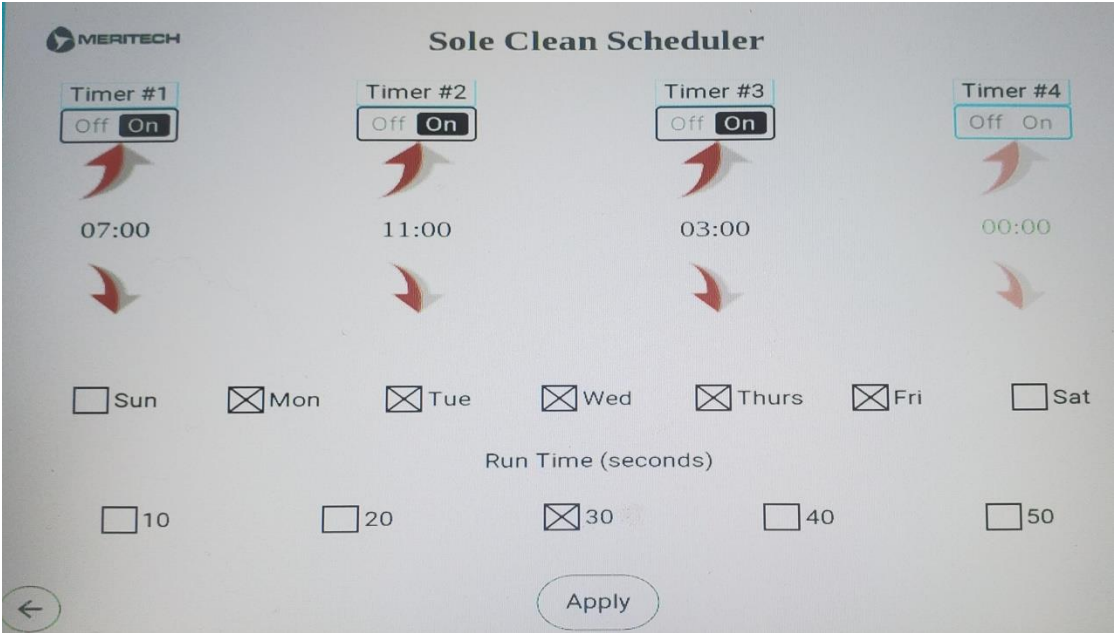 MERITECH
Sole Clean Scheduler
Timer #1 Timer #2 Timer #3 Timer #4
Off On Off On Off On Off On
07:00 11:00 03:00 00:00
Sun Mon Tue Wed Thurs Fri Sat
Run Time (seconds)
10 20 30 40 50
Apply